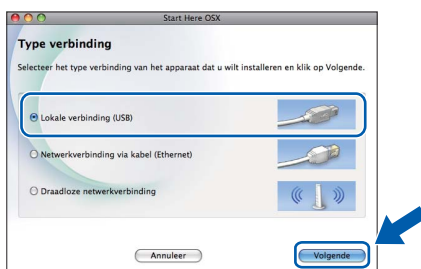 Start Here OSX
Type verbinding
Selecteer het type verbinding van het apparaat dat u wilt installeren en klik op Volgende.
Lokale verbinding (USB)
Netwerkverbinding via kabel (Ethernet)
Draadloze netwerkverbinding
Annuleer
Volgende